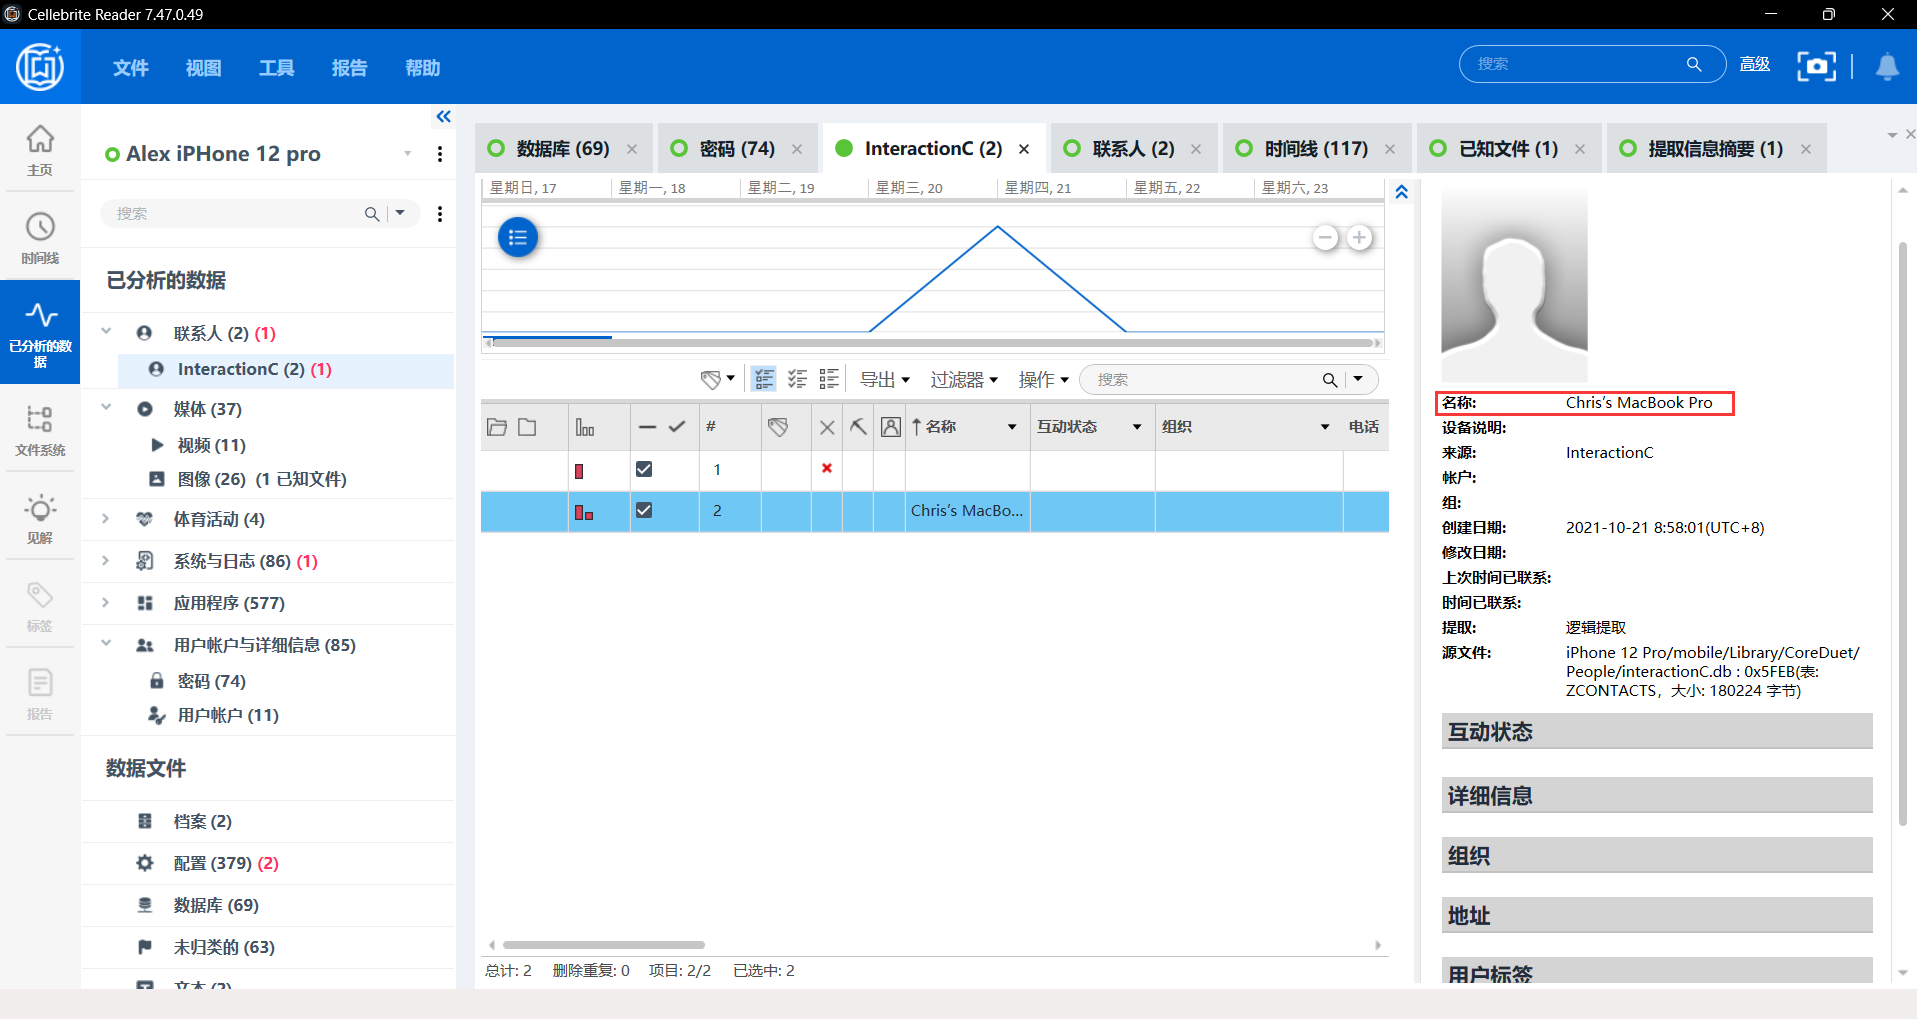 Cellebrite Reader 7.47.0.49
文件 视图 工具 报告 帮助
搜索 高级
主页
时间线
已分析的数据
文件系统
见解
标签
报告
Alex iPHone 12 pro
搜索
已分析的数据
联系人 (2) (1)
InteractionC (2) (1)
媒体 (37)
视频 (11)
图像 (26) (1 已知文件)
体育活动 (4)
系统与日志 (86) (1)
应用程序 (577)
用户帐户与详细信息 (85)
密码 (74)
用户帐户 (11)
数据文件
档案 (2)
配置 (379) (2)
数据库 (69)
未归类的 (63)
文本 (2)
数据库 (69) 密码 (74) InteractionC (2) 联系人 (2) 时间线 (117) 已知文件 (1) 提取信息摘要 (1)
星期日, 17 星期一, 18 星期二, 19 星期三, 20 星期四, 21 星期五, 22 星期六, 23
导出 过滤器 操作 搜索
# 名称 互动状态 组织 电话
1
2 Chris’s MacBo...
总计: 2 删除重复: 0 项目: 2/2 已选中: 2
名称: Chris’s MacBook Pro
设备说明:
来源: InteractionC
帐户:
组:
创建日期: 2021-10-21 8:58:01(UTC+8)
修改日期:
上次时间已联系:
时间已联系:
提取: 逻辑提取
源文件: iPhone 12 Pro/mobile/Library/CoreDuet/
People/interactionC.db : 0x5FEB(表:
ZCONTACTS，大小: 180224 字节)
互动状态
详细信息
组织
地址
用户标签